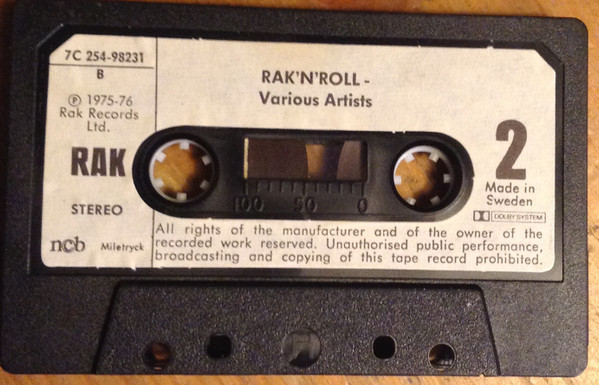 7C 254-98231
B
RAK'N'ROLL -
Various Artists
Ⓟ 1975-76
Rak Records
Ltd.
RAK
2
100 50 0
Made in
Sweden
STEREO
DOLBY SYSTEM
ncb Miletryck
All rights of the manufacturer and of the owner of the
recorded work reserved. Unauthorised public performance,
broadcasting and copying of this tape record prohibited.